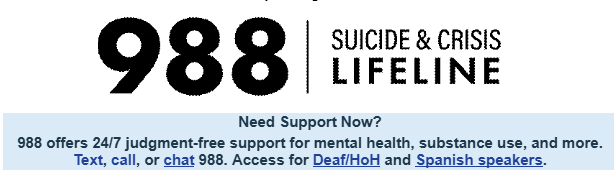 988 SUICIDE & CRISIS
LIFELINE
Need Support Now?
988 offers 24/7 judgment-free support for mental health, substance use, and more.
Text, call, or chat 988. Access for Deaf/HoH and Spanish speakers.